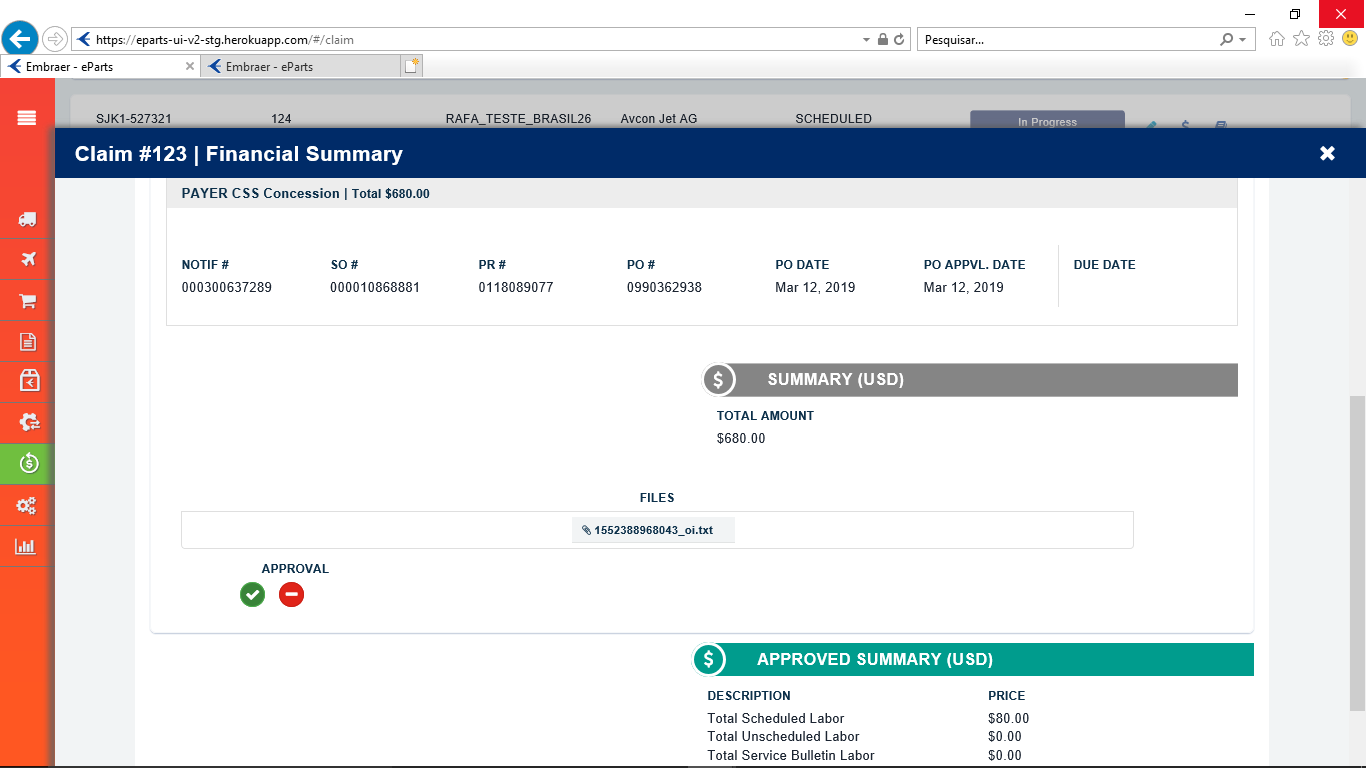 https://eparts-ui-v2-stg.herokuapp.com/#/claim
Pesquisar...
Embraer - eParts
Embraer - eParts
SJK1-527321 124 RAFA_TESTE_BRASIL26 Avcon Jet AG SCHEDULED In Progress
Claim #123 | Financial Summary
PAYER CSS Concession | Total $680.00
NOTIF # SO # PR # PO # PO DATE PO APPVL. DATE DUE DATE
000300637289 000010868881 0118089077 0990362938 Mar 12, 2019 Mar 12, 2019
SUMMARY (USD)
TOTAL AMOUNT
$680.00
FILES
1552388968043_oi.txt
APPROVAL
APPROVED SUMMARY (USD)
DESCRIPTION PRICE
Total Scheduled Labor $80.00
Total Unscheduled Labor $0.00
Total Service Bulletin Labor $0.00